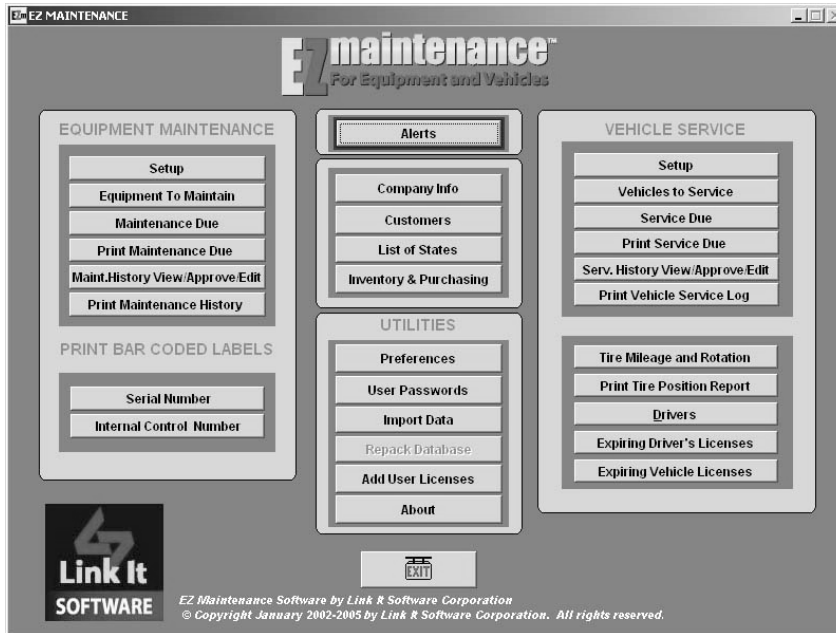 EZm EZ MAINTENANCE
EZ maintenance™
For Equipment and Vehicles
EQUIPMENT MAINTENANCE
Setup
Equipment To Maintain
Maintenance Due
Print Maintenance Due
Maint.History View/Approve/Edit
Print Maintenance History
PRINT BAR CODED LABELS
Serial Number
Internal Control Number
Alerts
Company Info
Customers
List of States
Inventory & Purchasing
UTILITIES
Preferences
User Passwords
Import Data
Repack Database
Add User Licenses
About
VEHICLE SERVICE
Setup
Vehicles to Service
Service Due
Print Service Due
Serv. History View/Approve/Edit
Print Vehicle Service Log
Tire Mileage and Rotation
Print Tire Position Report
Drivers
Expiring Driver's Licenses
Expiring Vehicle Licenses
EXIT
Link It
SOFTWARE
EZ Maintenance Software by Link It Software Corporation
© Copyright January 2002-2005 by Link It Software Corporation. All rights reserved.